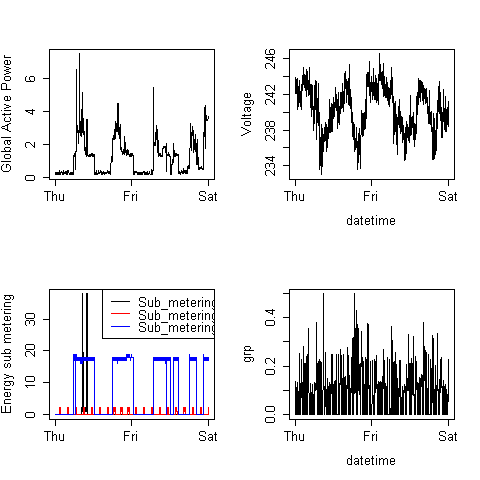 Global Active Power
0 2 4 6
Thu Fri Sat
Voltage
234 238 242 246
Thu Fri Sat
datetime
Energy sub metering
0 10 20 30
Sub_metering
Sub_metering
Sub_metering
Thu Fri Sat
grp
0.0 0.2 0.4
Thu Fri Sat
datetime